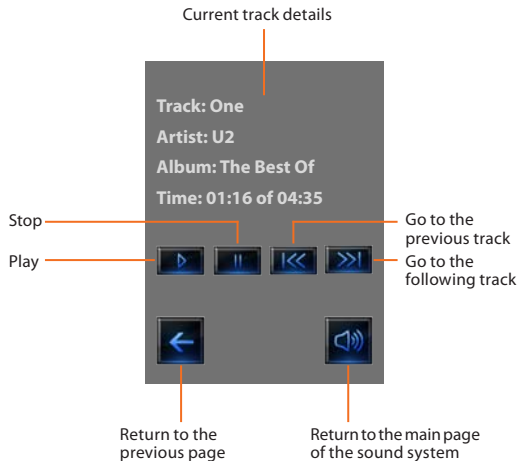 Current track details
Track: One
Artist: U2
Album: The Best Of
Time: 01:16 of 04:35
Stop
Play
Go to the
previous track
Go to the
following track
Return to the
previous page
Return to the main page
of the sound system